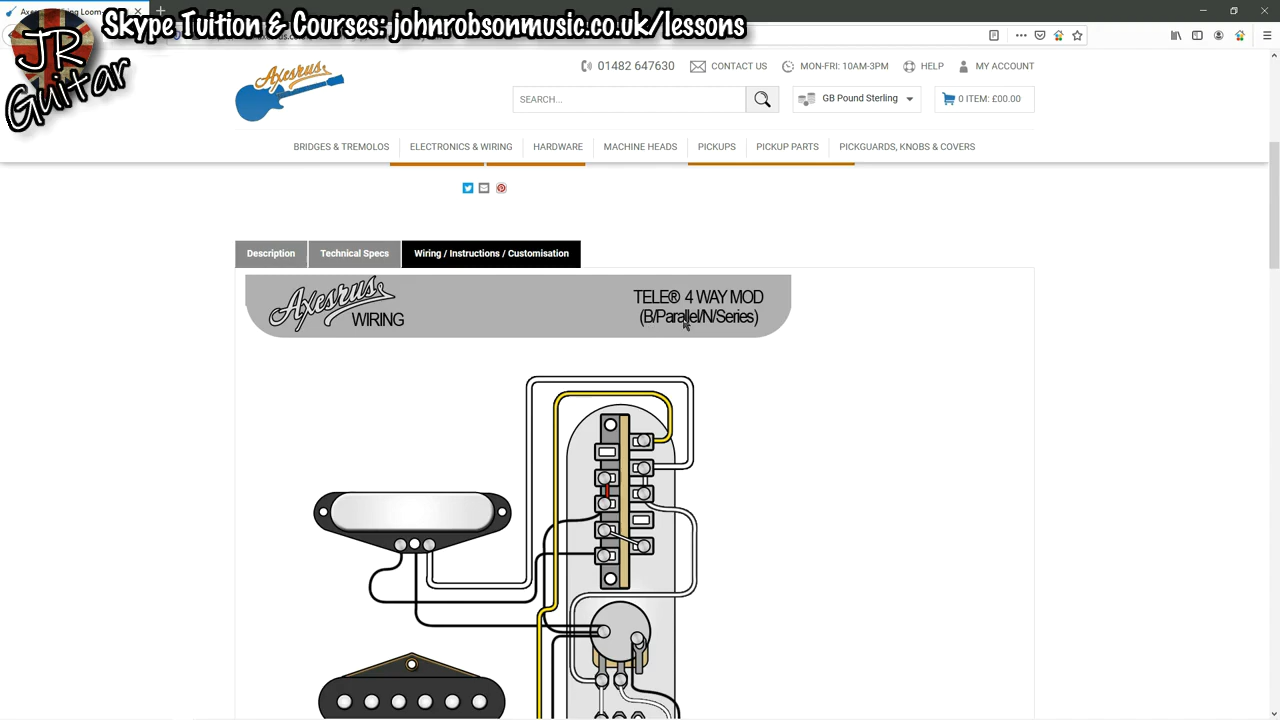 Skype Tuition & Courses: johnrobsonmusic.co.uk/lessons
JR
Guitar
Axesrus
01482 647630
CONTACT US
MON-FRI: 10AM-3PM
HELP
MY ACCOUNT
SEARCH...
GB Pound Sterling
0 ITEM: £00.00
BRIDGES & TREMOLOS
ELECTRONICS & WIRING
HARDWARE
MACHINE HEADS
PICKUPS
PICKUP PARTS
PICKGUARDS, KNOBS & COVERS
Description
Technical Specs
Wiring / Instructions / Customisation
Axesrus
WIRING
TELE® 4 WAY MOD
(B/Parallel/N/Series)